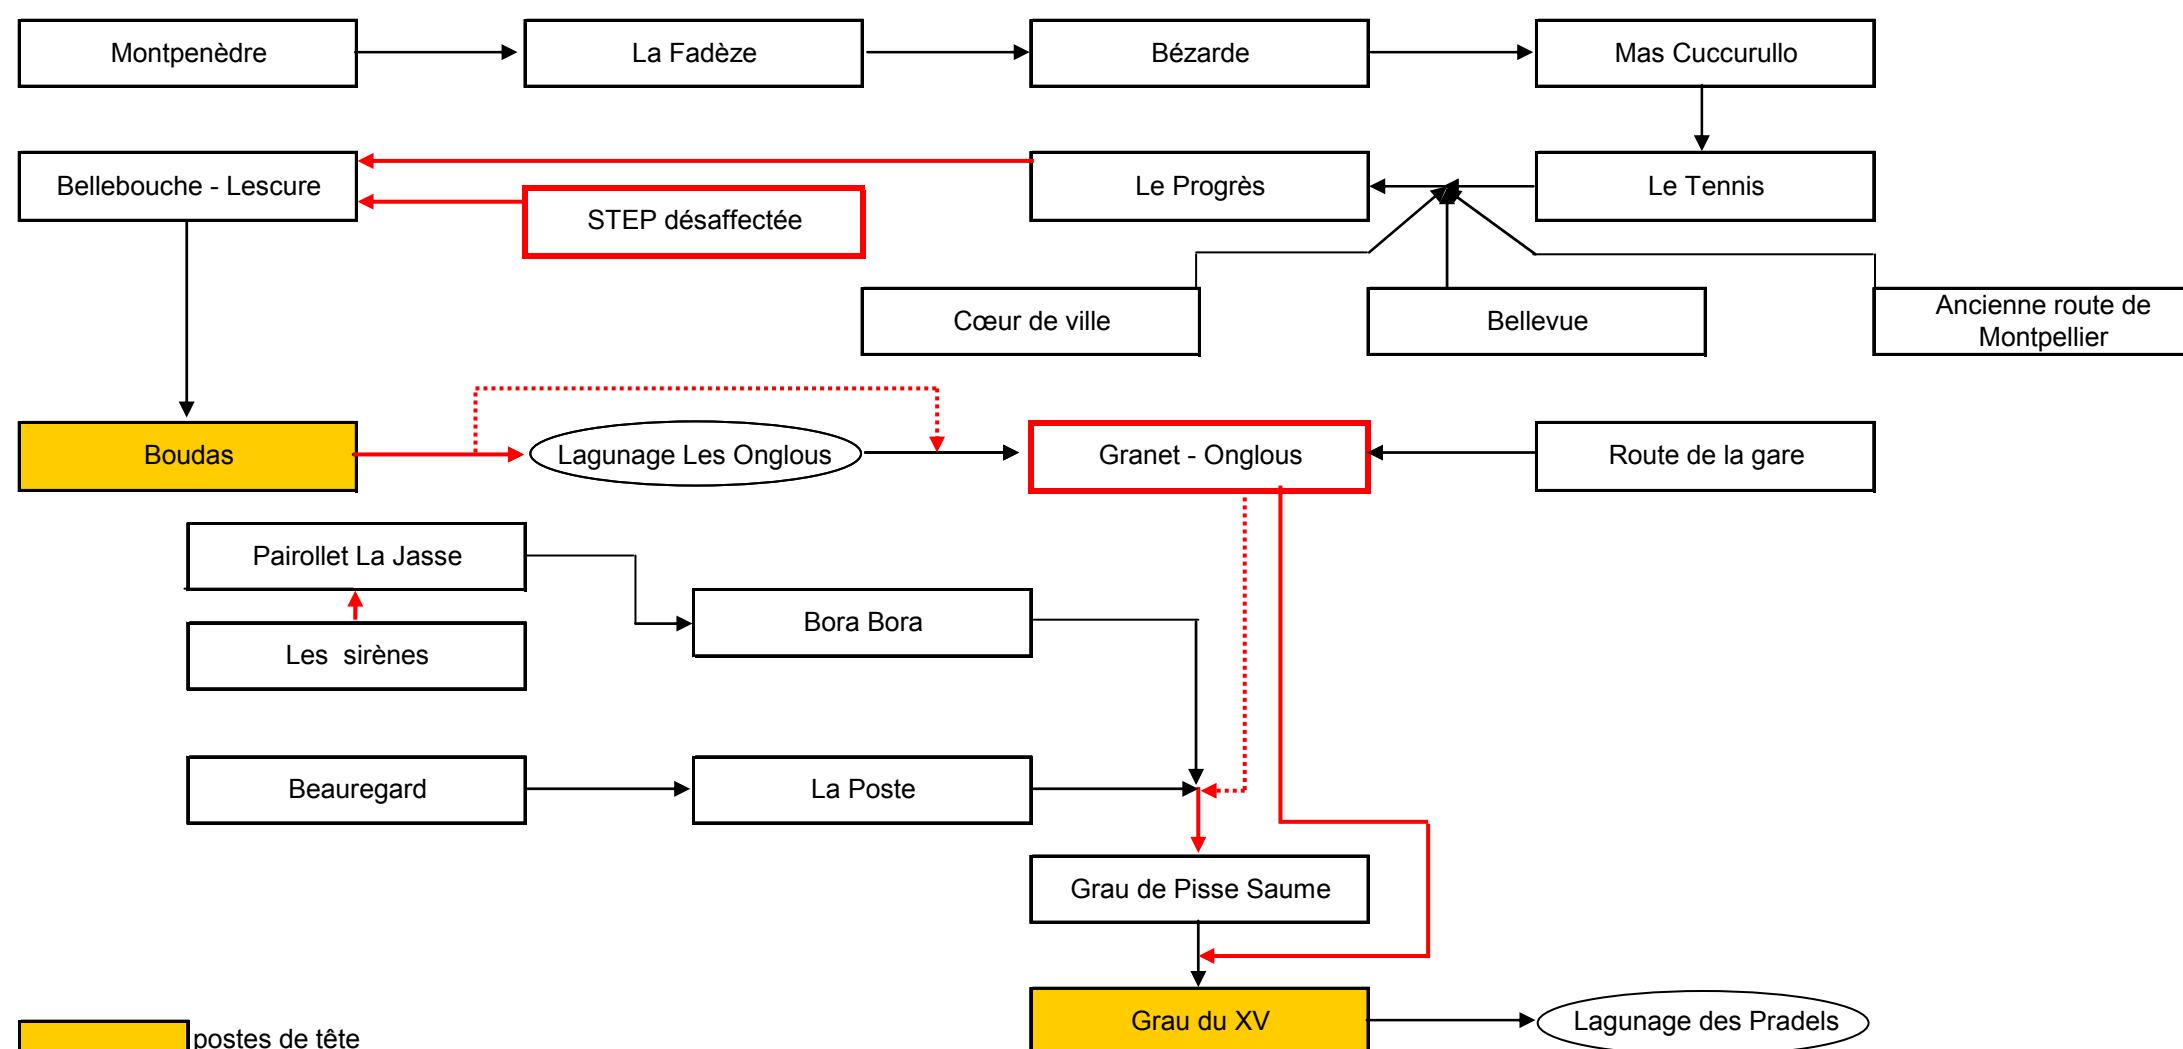 Montpenèdre
La Fadèze
Bézarde
Mas Cuccurullo
Bellebouche - Lescure
Le Progrès
Le Tennis
STEP désaffectée
Cœur de ville
Bellevue
Ancienne route de
Montpellier
Boudas
Lagunage Les Onglous
Granet - Onglous
Route de la gare
Pairollet La Jasse
Bora Bora
Les sirènes
Beauregard
La Poste
Grau de Pisse Saume
Grau du XV
Lagunage des Pradels
postes de tête